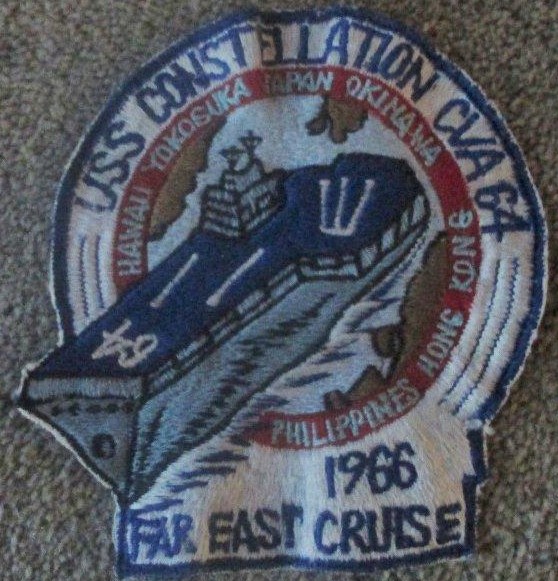 USS CONSTELLATION CVA 64
HAWAII YOKOSUKA JAPAN OKINAWA
HONG KONG
PHILIPPINES
64
1966
FAR EAST CRUISE